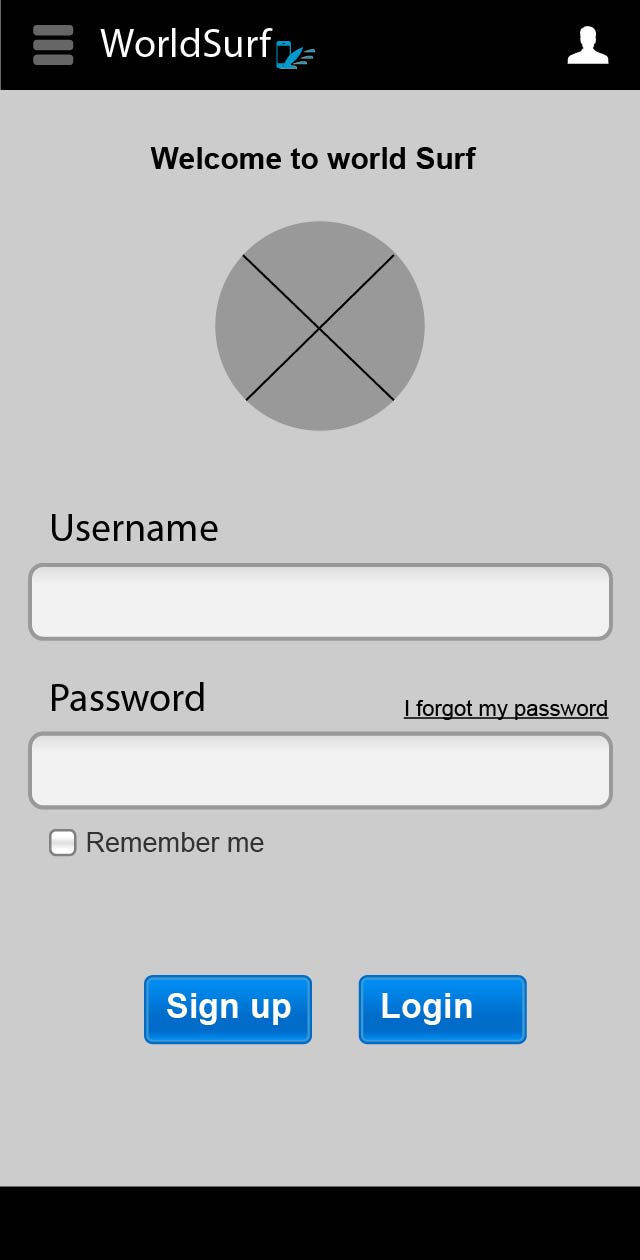 WorldSurf
Welcome to world Surf
Username
Password
I forgot my password
Remember me
Sign up
Login